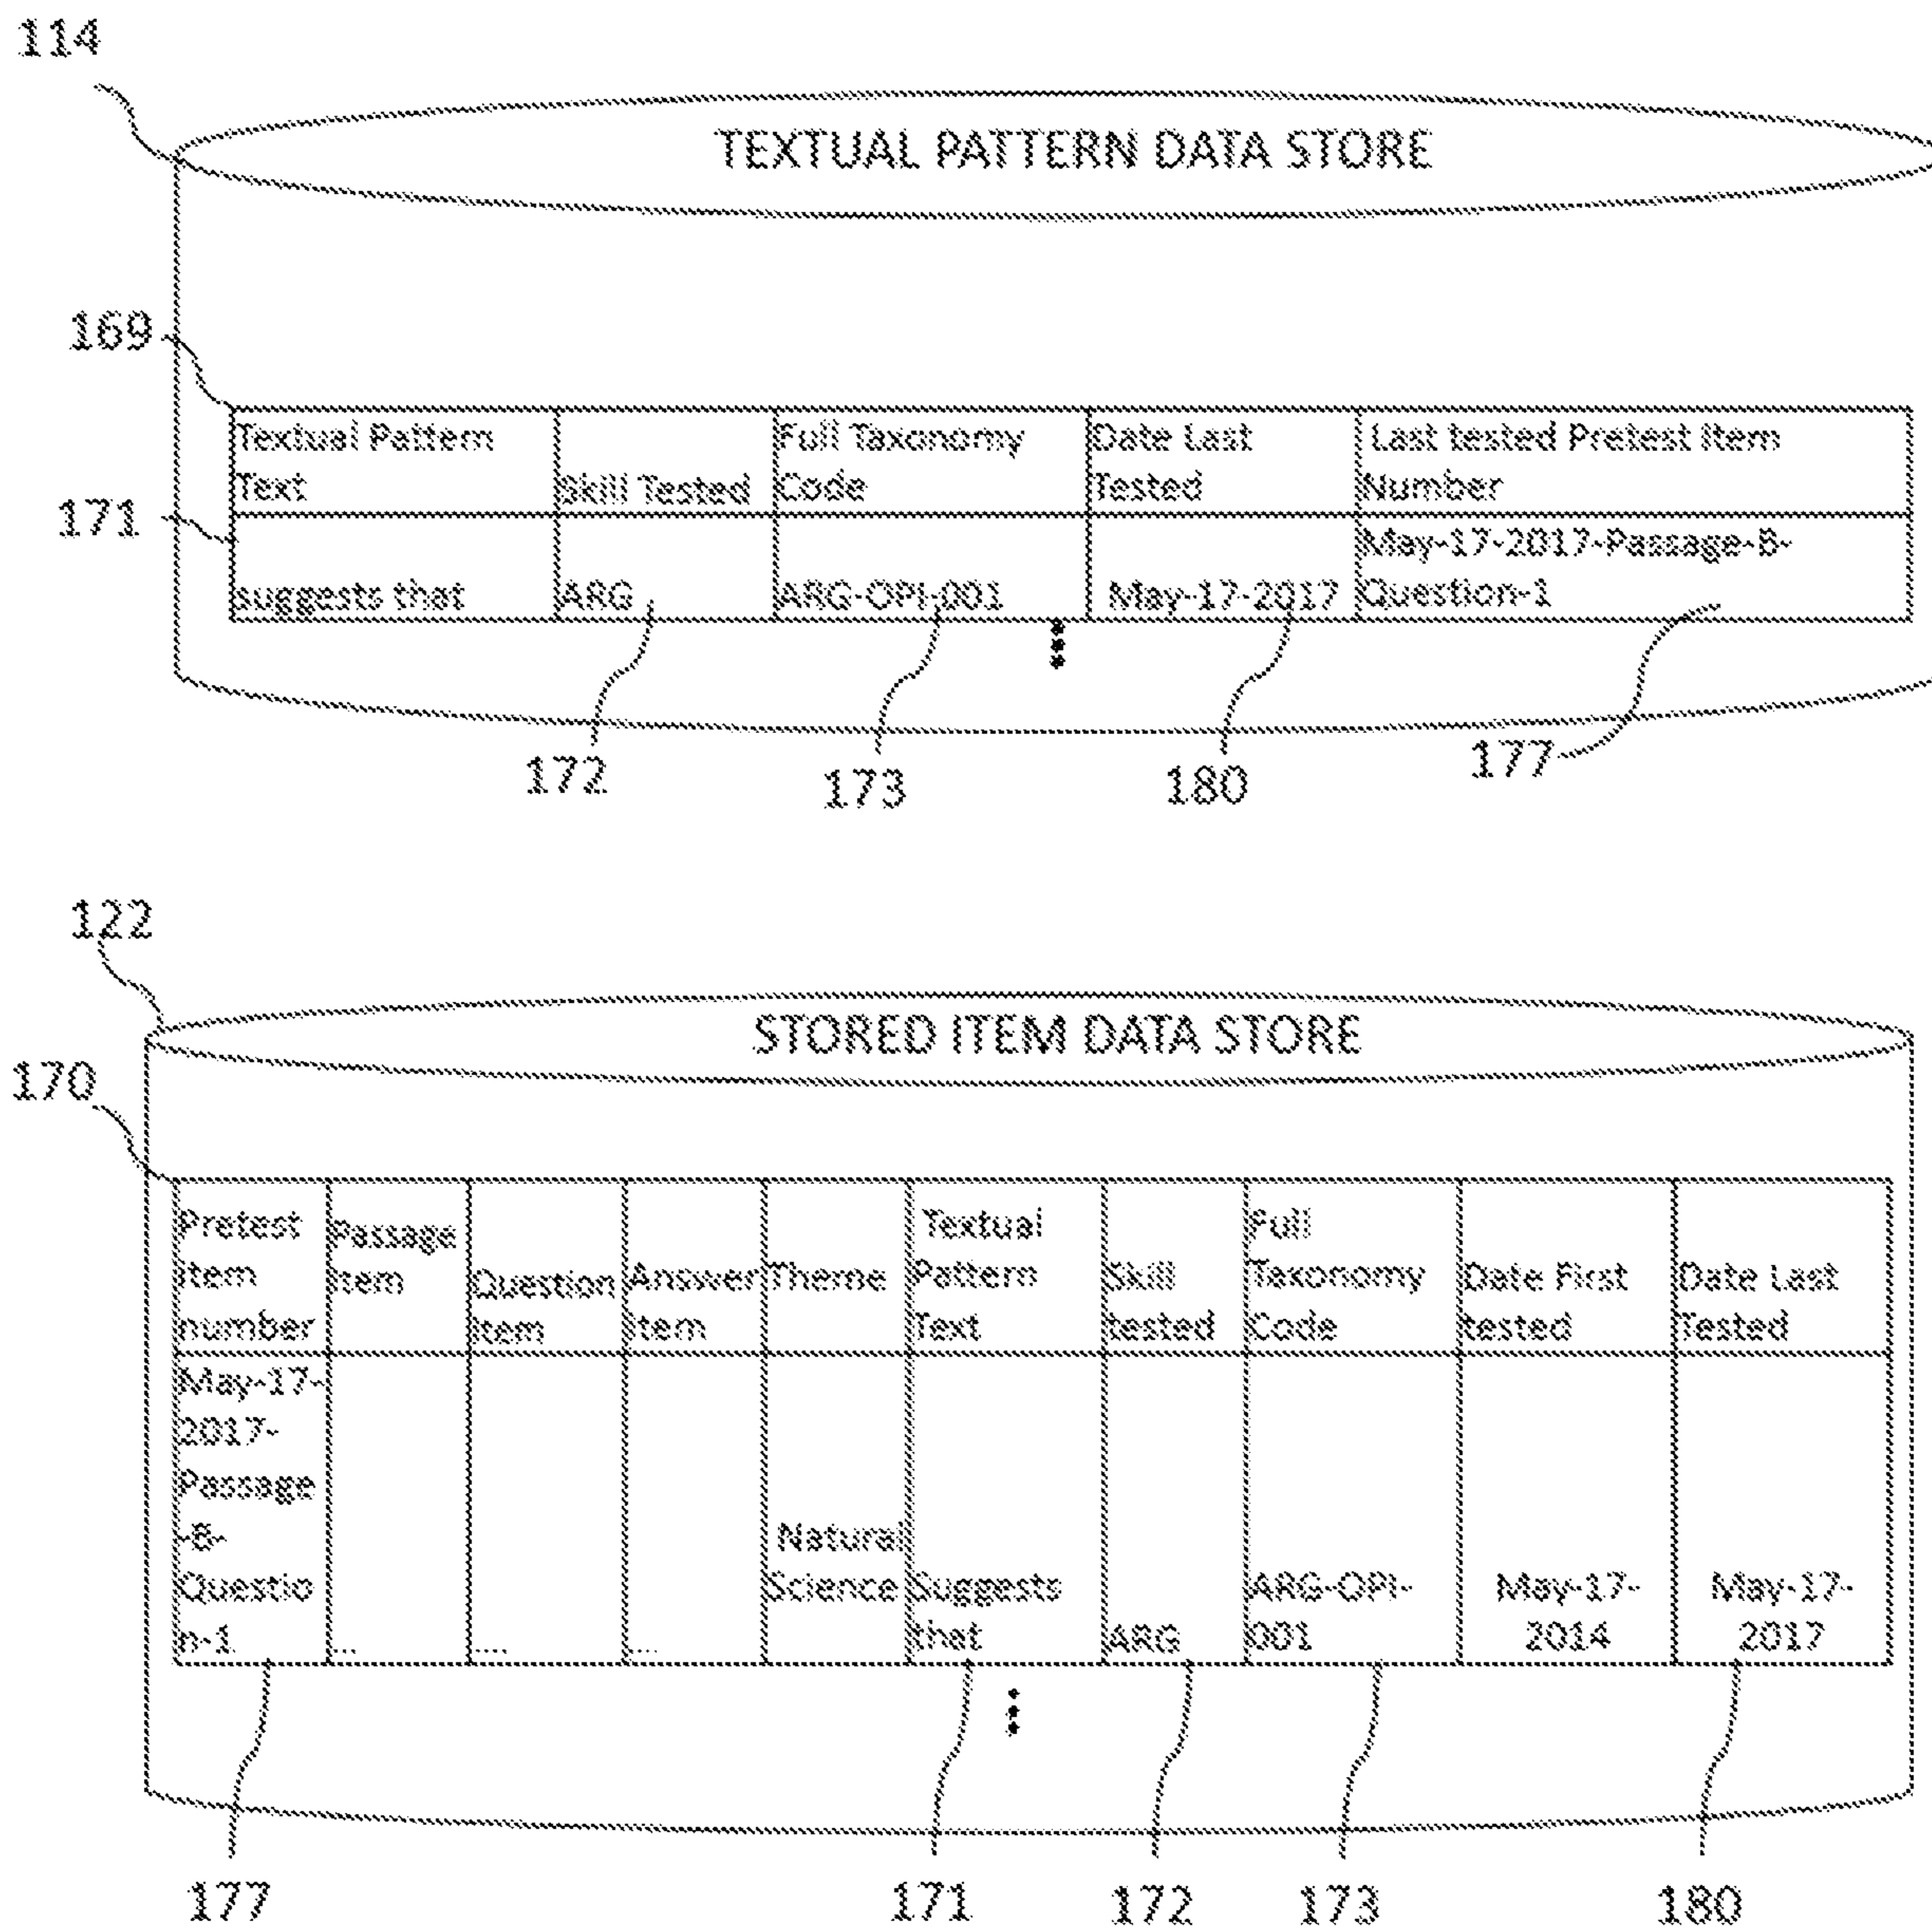 114
TEXTUAL PATTERN DATA STORE
169
Textual Pattern
Text
Skill Tested
Full Taxonomy
Code
Date Last
Tested
Last tested Pretest Item
Number
171
suggests that
ARG
ARG-OPI-001
May-17-2017
May-17-2017-Passage-B-
Question-1
172
173
180
177
122
STORED ITEM DATA STORE
170
Pretest
item
number
Passage
item
Question
item
Answer
item
Theme
Textual
Pattern
Text
Skill
tested
Full
Taxonomy
Code
Date First
tested
Date Last
Tested
May-17-
2017-
Passage
-B-
Questio
n-1
...
....
...
Natural
Science
Suggests
that
ARG
ARG-OPI-
001
May-17-
2014
May-17-
2017
177
171
172
173
180